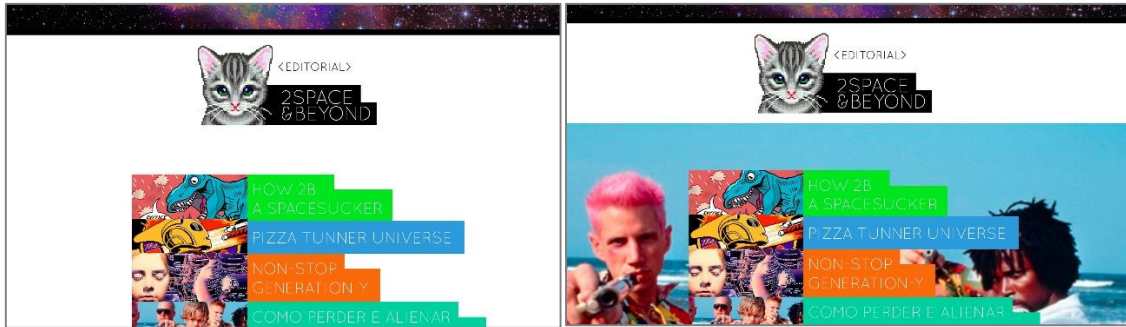 <EDITORIAL>
2SPACE
&BEYOND
HOW 2B
A SPACESUCKER
PIZZA TUNNER UNIVERSE
NON-STOP
GENERATION-Y
COMO PERDER E ALIENAR
<EDITORIAL>
2SPACE
&BEYOND
HOW 2B
A SPACESUCKER
PIZZA TUNNER UNIVERSE
NON-STOP
GENERATION-Y
COMO PERDER E ALIENAR